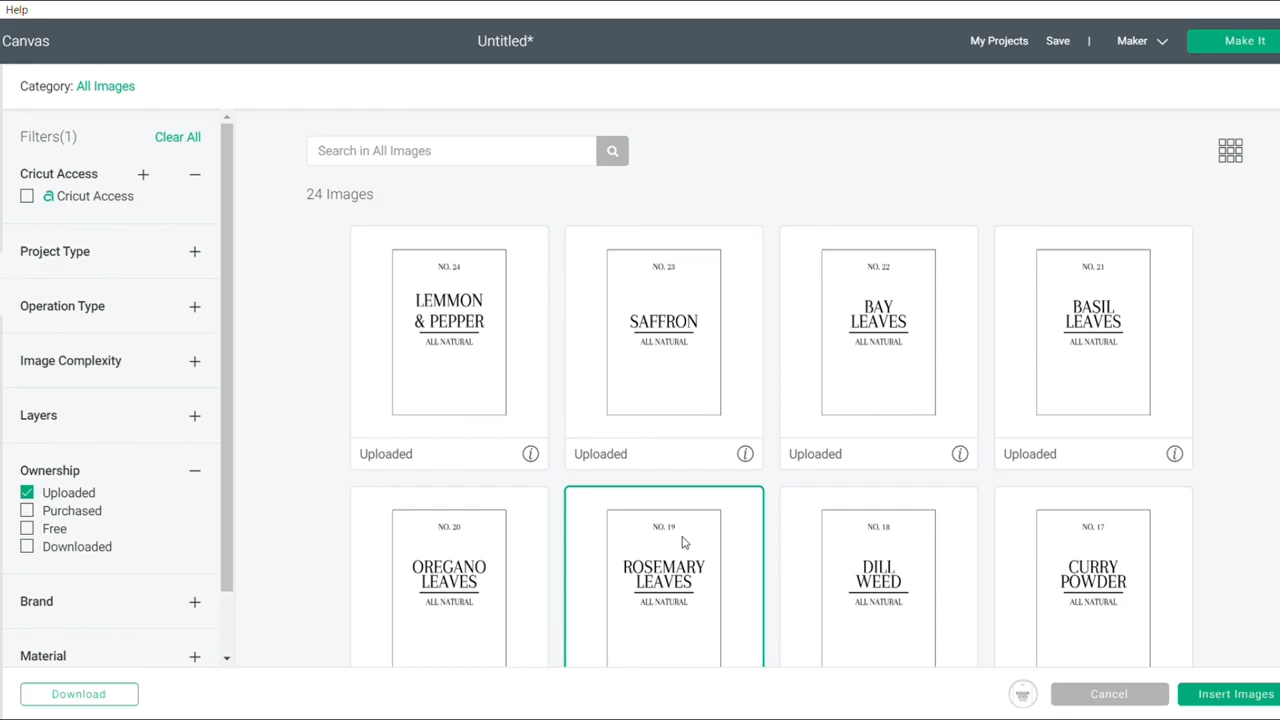 Help
Canvas
Untitled*
My Projects
Save
|
Maker
Make It
Category: All Images
Filters(1)
Clear All
Cricut Access
Cricut Access
Project Type
Operation Type
Image Complexity
Layers
Ownership
Uploaded
Purchased
Free
Downloaded
Brand
Material
Search in All Images
24 Images
NO. 24
LEMMON
& PEPPER
ALL NATURAL
Uploaded
NO. 23
SAFFRON
ALL NATURAL
Uploaded
NO. 22
BAY
LEAVES
ALL NATURAL
Uploaded
NO. 21
BASIL
LEAVES
ALL NATURAL
Uploaded
NO. 20
OREGANO
LEAVES
ALL NATURAL
NO. 19
ROSEMARY
LEAVES
ALL NATURAL
NO. 18
DILL
WEED
ALL NATURAL
NO. 17
CURRY
POWDER
ALL NATURAL
Download
Cancel
Insert Images